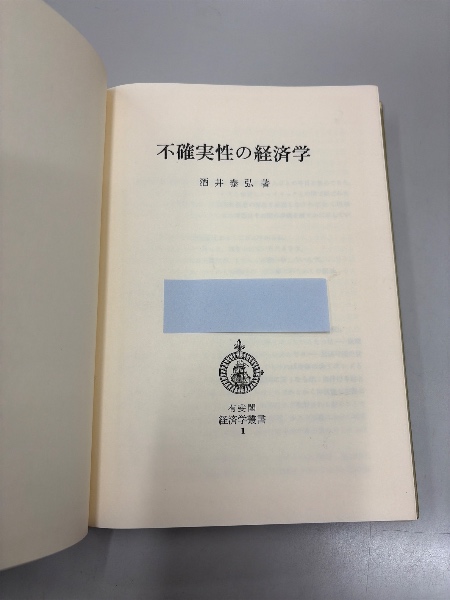 不確実性の経済学
酒井泰弘著
有斐閣
経済学叢書
1